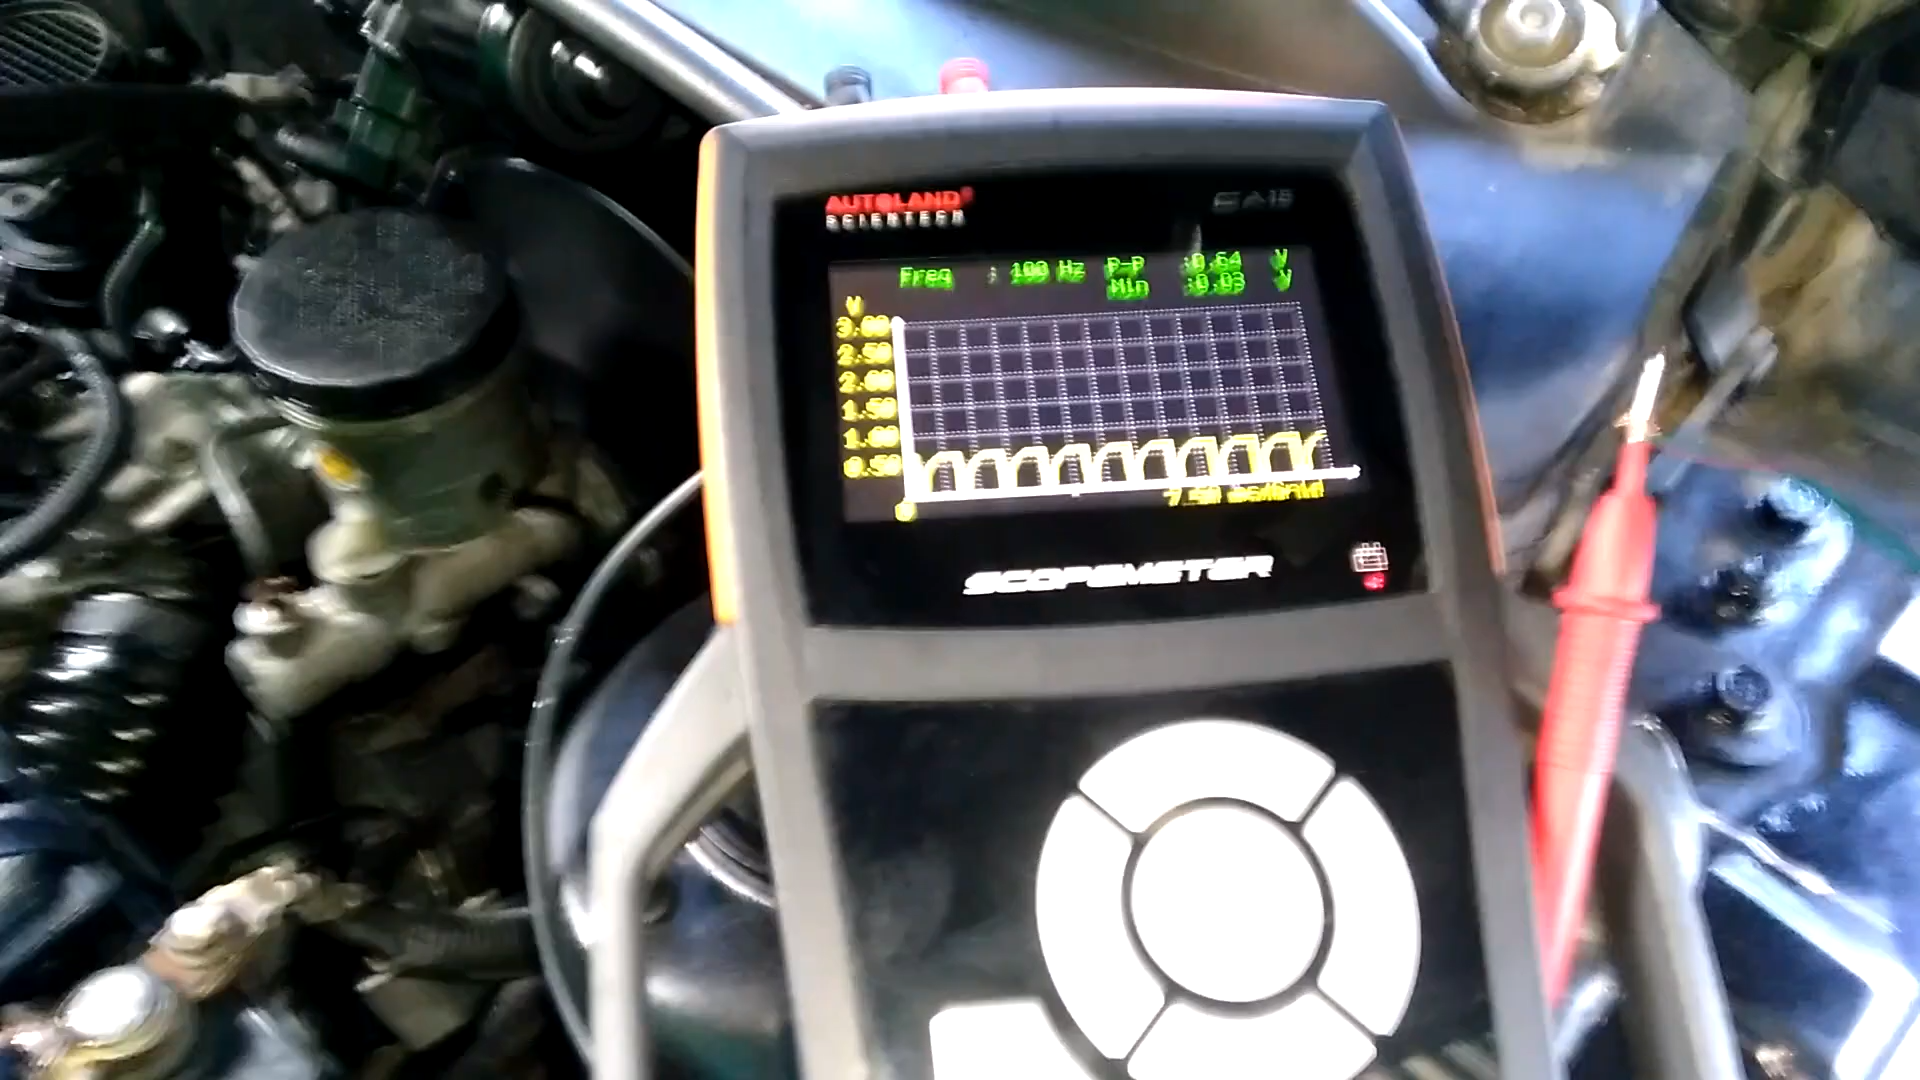 AUTOLAND
SCIENTECH
EA15
Freq : 100 Hz P-P :0.64 V
Min :0.03 V
V
3.00
2.50
2.00
1.50
1.00
0.50
0
SCOPEMETER